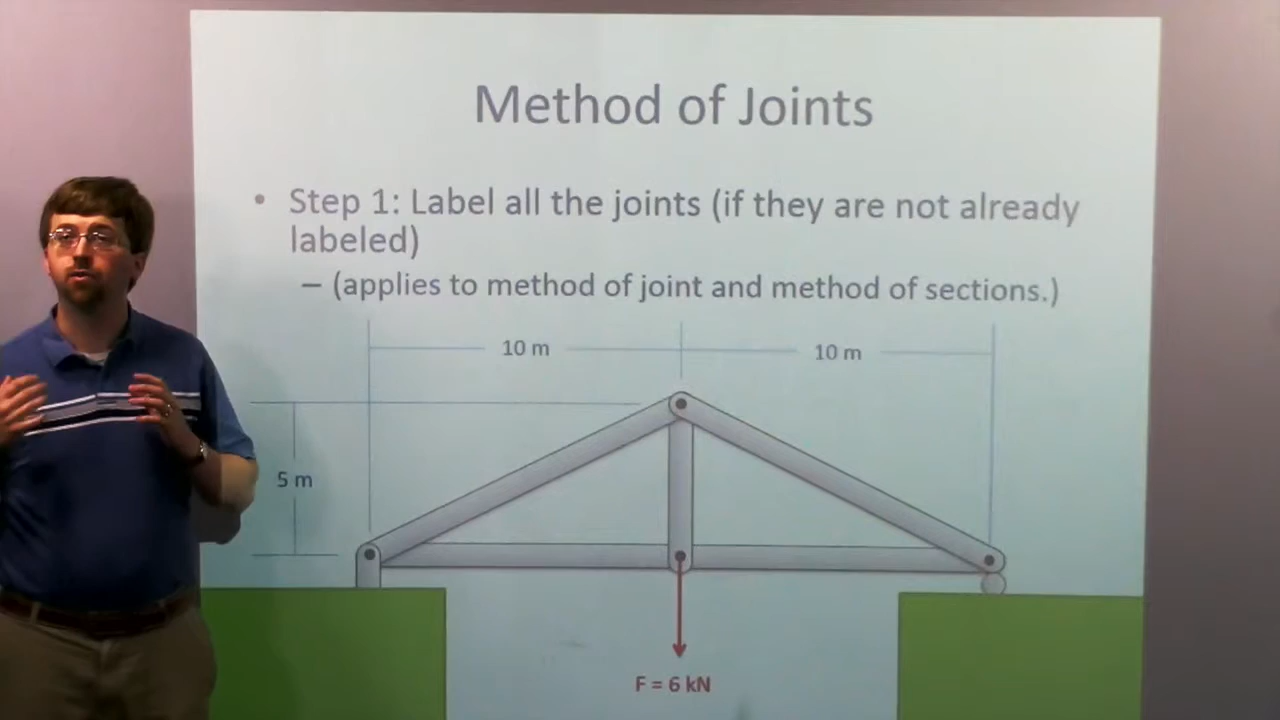 Method of Joints
• Step 1: Label all the joints (if they are not already
labeled)
– (applies to method of joint and method of sections.)
10 m
10 m
5 m
F = 6 kN